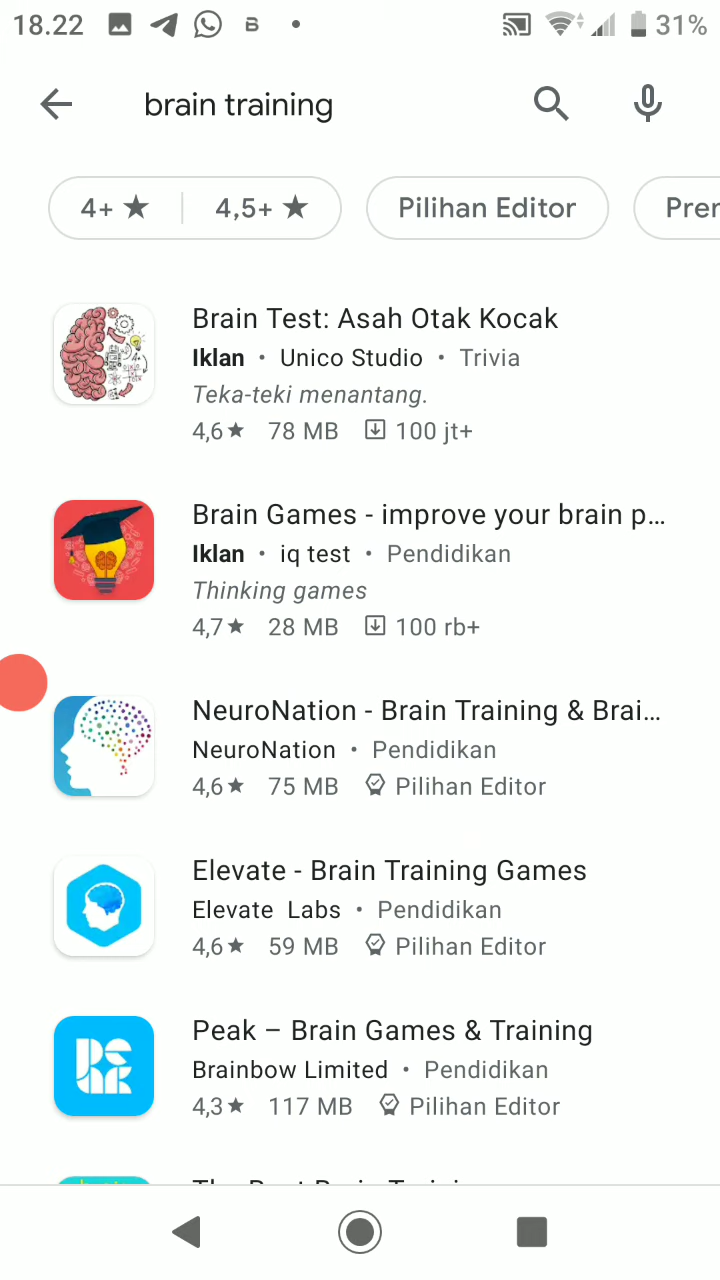 18.22 B 31%
brain training
4+ ★ 4,5+ ★ Pilihan Editor Prer
Brain Test: Asah Otak Kocak
Iklan • Unico Studio • Trivia
Teka-teki menantang.
4,6★ 78 MB 100 jt+
Brain Games - improve your brain p...
Iklan • iq test • Pendidikan
Thinking games
4,7★ 28 MB 100 rb+
NeuroNation - Brain Training & Brai...
NeuroNation • Pendidikan
4,6★ 75 MB Pilihan Editor
Elevate - Brain Training Games
Elevate Labs • Pendidikan
4,6★ 59 MB Pilihan Editor
PEAK
Peak – Brain Games & Training
Brainbow Limited • Pendidikan
4,3★ 117 MB Pilihan Editor